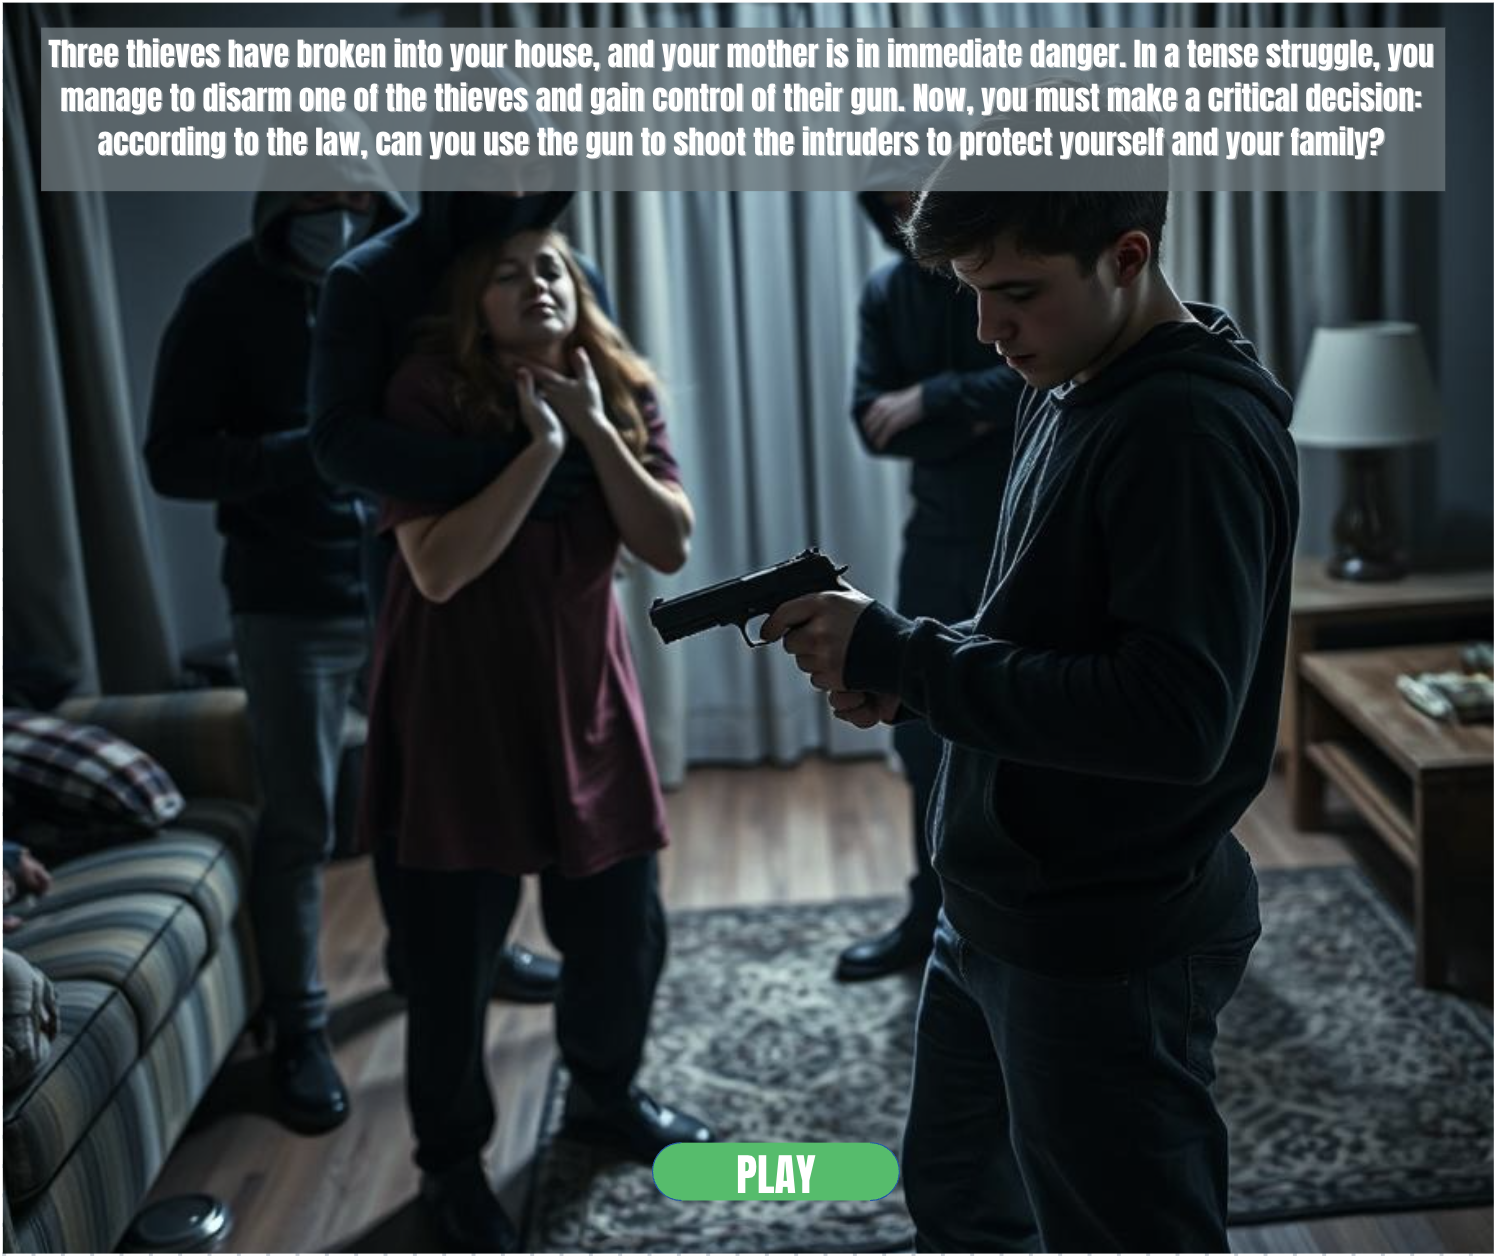 Three thieves have broken into your house, and your mother is in immediate danger. In a tense struggle, you
manage to disarm one of the thieves and gain control of their gun. Now, you must make a critical decision:
according to the law, can you use the gun to shoot the intruders to protect yourself and your family?
PLAY